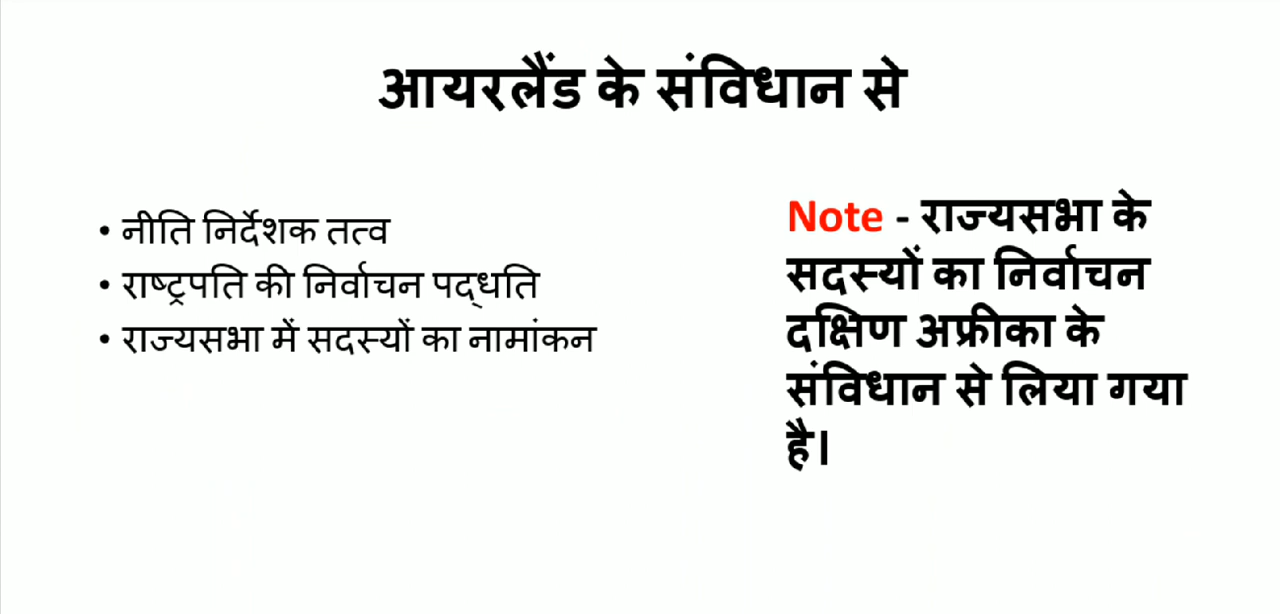 आयरलैंड के संविधान से
• नीति निर्देशक तत्व
• राष्ट्रपति की निर्वाचन पद्धति
• राज्यसभा में सदस्यों का नामांकन
Note - राज्यसभा के
सदस्यों का निर्वाचन
दक्षिण अफ्रीका के
संविधान से लिया गया
है।